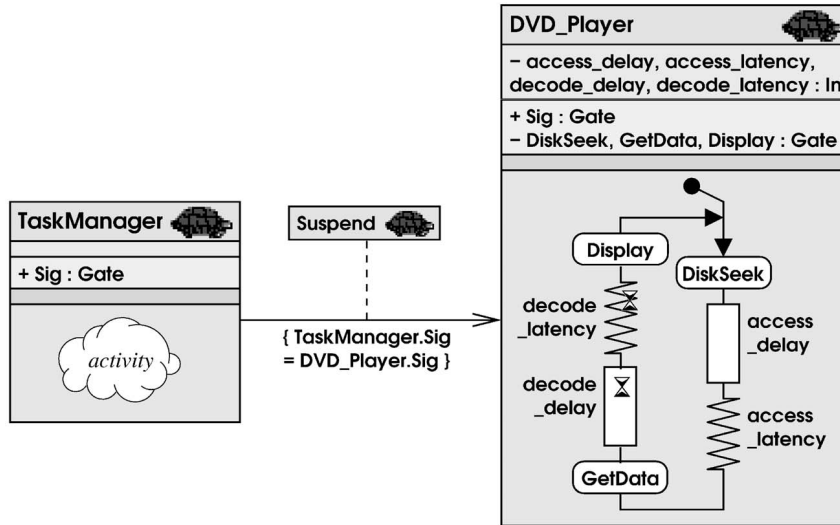 TaskManager
+ Sig : Gate
activity
Suspend
{ TaskManager.Sig
= DVD_Player.Sig }
DVD_Player
– access_delay, access_latency,
decode_delay, decode_latency : In
+ Sig : Gate
– DiskSeek, GetData, Display : Gate
Display
DiskSeek
decode
_latency
access
_delay
decode
_delay
access
_latency
GetData